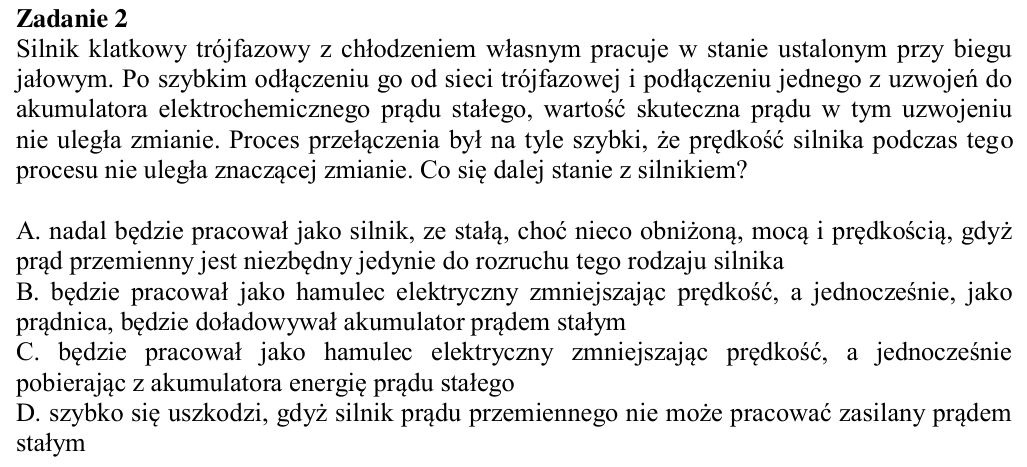 Zadanie 2
Silnik klatkowy trójfazowy z chłodzeniem własnym pracuje w stanie ustalonym przy biegu
jałowym. Po szybkim odłączeniu go od sieci trójfazowej i podłączeniu jednego z uzwojeń do
akumulatora elektrochemicznego prądu stałego, wartość skuteczna prądu w tym uzwojeniu
nie uległa zmianie. Proces przełączenia był na tyle szybki, że prędkość silnika podczas tego
procesu nie uległa znaczącej zmianie. Co się dalej stanie z silnikiem?
A. nadal będzie pracował jako silnik, ze stałą, choć nieco obniżoną, mocą i prędkością, gdyż
prąd przemienny jest niezbędny jedynie do rozruchu tego rodzaju silnika
B. będzie pracował jako hamulec elektryczny zmniejszając prędkość, a jednocześnie, jako
prądnica, będzie doładowywał akumulator prądem stałym
C. będzie pracował jako hamulec elektryczny zmniejszając prędkość, a jednocześnie
pobierając z akumulatora energię prądu stałego
D. szybko się uszkodzi, gdyż silnik prądu przemiennego nie może pracować zasilany prądem
stałym